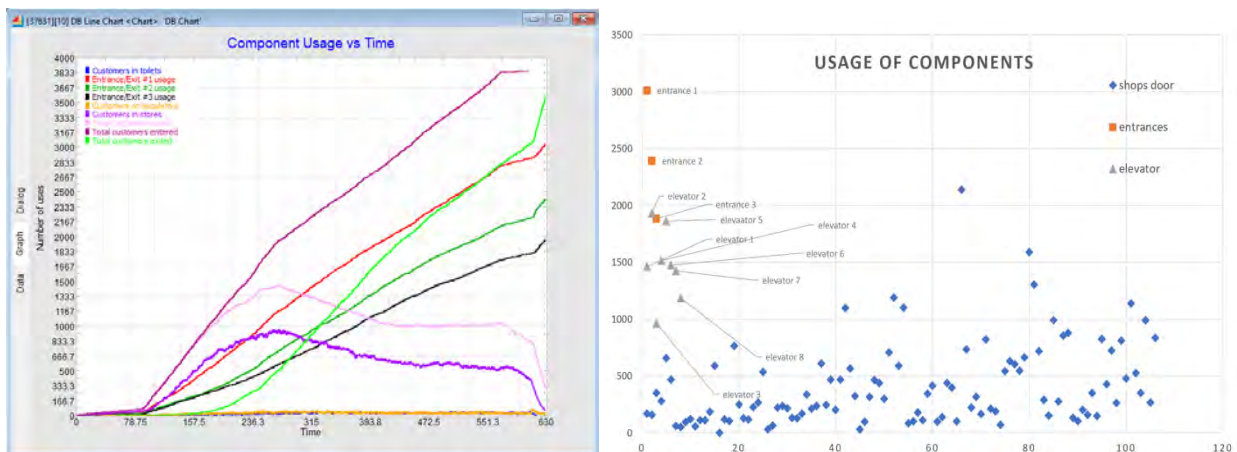 [37631][10] DB Line Chart <Chart>, 'DB Chart'
Component Usage vs Time
4000
3833
3667
3500
3333
3167
3000
2833
2667
2500
2333
2167
2000
1833
1667
1500
1333
1167
1000
833.3
666.7
500
333.3
166.7
0
Number of uses
Customers in toilets
Entrance/Exit #1 usage
Entrance/Exit #2 usage
Entrance/Exit #3 usage
Customers in
Customers in stores
Total customers entered
Total customers exited
Dialog
Graph
Data
0
78.75
157.5
236.3
315
393.8
472.5
551.3
630
Time
USAGE OF COMPONENTS
3500
3000
2500
2000
1500
1000
500
0
shops door
entrances
elevator
entrance 1
entrance 2
elevator 2
entrance 3
elevaator 5
elevator 4
elevator 1
elevator 6
elevator 7
elevator 8
elevator 3
0
20
40
60
80
100
120